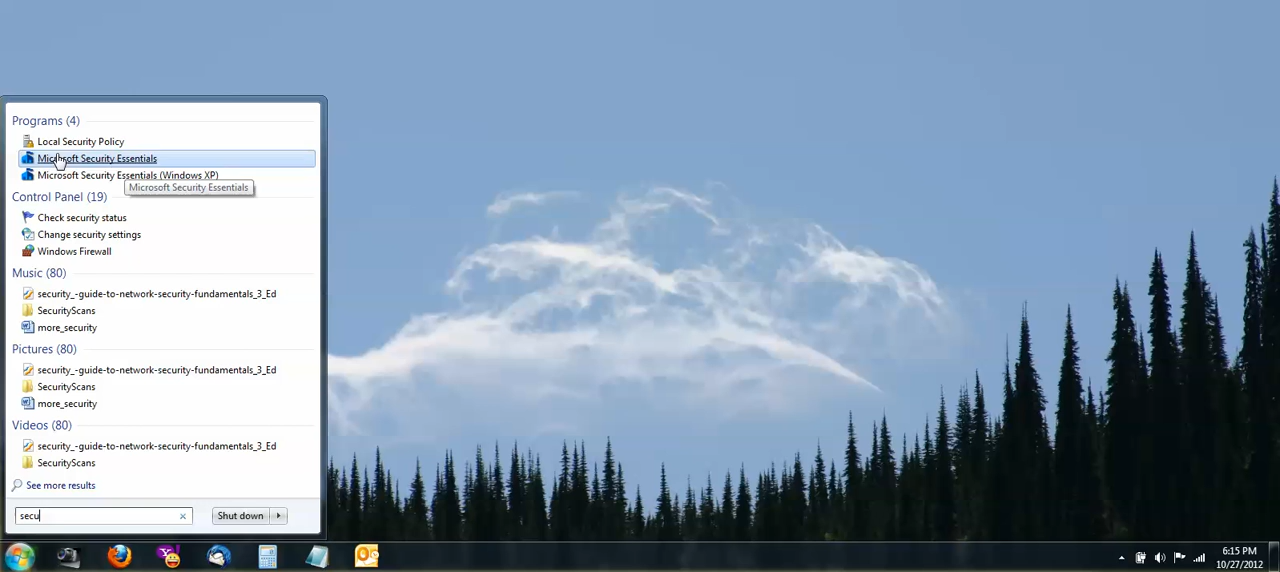 Programs (4)
Local Security Policy
Microsoft Security Essentials
Microsoft Security Essentials (Windows XP)
Microsoft Security Essentials
Control Panel (19)
Check security status
Change security settings
Windows Firewall
Music (80)
security_-guide-to-network-security-fundamentals_3_Ed
SecurityScans
more_security
Pictures (80)
security_-guide-to-network-security-fundamentals_3_Ed
SecurityScans
more_security
Videos (80)
security_-guide-to-network-security-fundamentals_3_Ed
SecurityScans
See more results
secu
Shut down
6:15 PM
10/27/2012